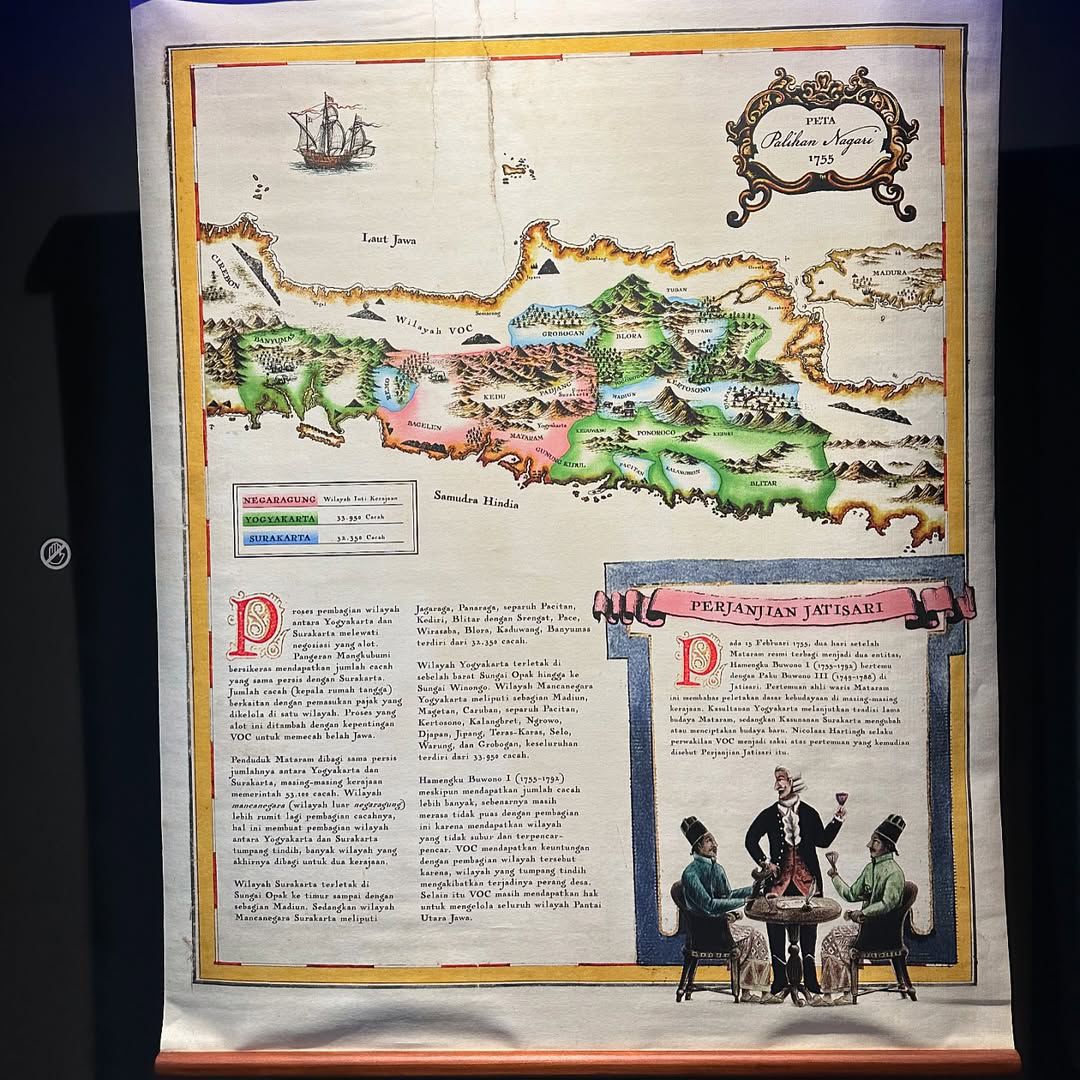 PETA
Palihan Nagari
1755
Laut Jawa
CIREBON
Tegal
Semarang
Wilayah VOC
Jepara
Rembang
TUBAN
Gresik
Surabaya
MADURA
BANYUMAS
REMO
GROBOGAN
BLORA
DJIPANG
KEDU
PADJANG
Surakarta
MADIUN
KERTOSONO
BAGELEN
MATARAM
Yogyakarta
GUNUNG KIDUL
KEDUWANG
PONOROGO
KEDIRI
PACITAN
KALANGBRET
BLITAR
Samudra Hindia
NEGARAGUNG Wilayah Inti Kerajaan
YOGYAKARTA 33.950 Cacah
SURAKARTA 32.350 Cacah
Proses pembagian wilayah
antara Yogyakarta dan
Surakarta melewati
negosiasi yang alot.
Pangeran Mangkubumi
bersikeras mendapatkan jumlah cacah
yang sama persis dengan Surakarta.
Jumlah cacah (kepala rumah tangga)
berkaitan dengan pemasukan pajak yang
dikelola di satu wilayah. Proses yang
alot ini ditambah dengan kepentingan
VOC untuk memecah belah Jawa.
Penduduk Mataram dibagi sama persis
jumlahnya antara Yogyakarta dan
Surakarta, masing-masing kerajaan
memerintah 53.100 cacah. Wilayah
mancanegara (wilayah luar negaragung)
lebih rumit lagi pembagian cacahnya,
hal ini membuat pembagian wilayah
antara Yogyakarta dan Surakarta
tumpang tindih, banyak wilayah yang
akhirnya dibagi untuk dua kerajaan.
Wilayah Surakarta terletak di
Sungai Opak ke timur sampai dengan
sebagian Madiun. Sedangkan wilayah
Mancanegara Surakarta meliputi
Jagaraga, Panaraga, separuh Pacitan,
Kediri, Blitar dengan Srengat, Pace,
Wirasaba, Blora, Kaduwang, Banyumas
terdiri dari 32.350 cacah.
Wilayah Yogyakarta terletak di
sebelah barat Sungai Opak hingga ke
Sungai Winongo. Wilayah Mancanegara
Yogyakarta meliputi sebagian Madiun,
Magetan, Caruban, separuh Pacitan,
Kertosono, Kalangbret, Ngrowo,
Djapan, Jipang, Teras-Karas, Selo,
Warung, dan Grobogan, keseluruhan
terdiri dari 33.950 cacah.
Hamengku Buwono I (1755-1792)
meskipun mendapatkan jumlah cacah
lebih banyak, sebenarnya masih
merasa tidak puas dengan pembagian
ini karena mendapatkan wilayah
yang tidak subur dan terpencar-
pencar. VOC mendapatkan keuntungan
dengan pembagian wilayah tersebut
karena, wilayah yang tumpang tindih
mengakibatkan terjadinya perang desa.
Selain itu VOC masih mendapatkan hak
untuk mengelola seluruh wilayah Pantai
Utara Jawa.
PERJANJIAN JATISARI
Pada 15 Februari 1755, dua hari setelah
Mataram resmi terbagi menjadi dua entitas,
Hamengku Buwono I (1755-1792) bertemu
dengan Paku Buwono III (1749-1788) di
Jatisari. Pertemuan ahli waris Mataram
ini membahas peletakan dasar kebudayaan di masing-masing
kerajaan. Kasultanan Yogyakarta melanjutkan tradisi lama
budaya Mataram, sedangkan Kasunanan Surakarta mengubah
atau menciptakan budaya baru. Nicolaas Hartingh selaku
perwakilan VOC menjadi saksi atas pertemuan yang kemudian
disebut Perjanjian Jatisari itu.